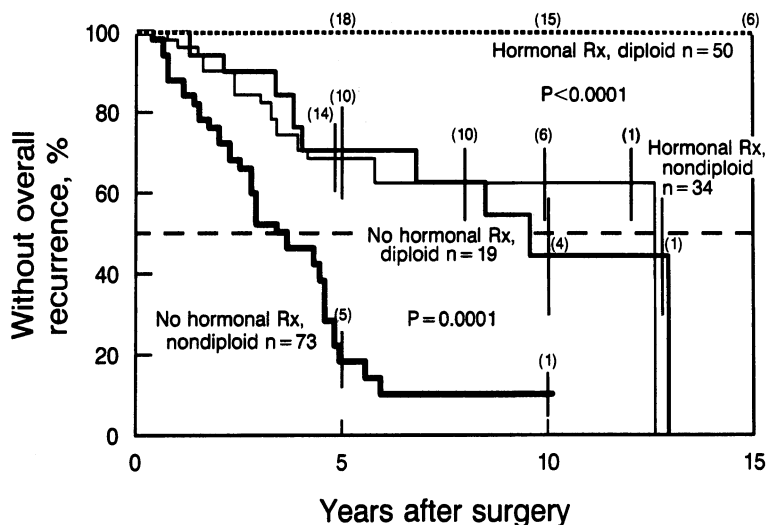 (18) (15) (6)
100
Hormonal Rx, diploid n=50
80
(14) (10)
P<0.0001
(10) (6) (1)
Hormonal Rx,
nondiploid
n=34
60
No hormonal Rx,
diploid n=19
(4) (1)
40
No hormonal Rx,
nondiploid n=73
(5)
P=0.0001
20
(1)
0
0 5 10 15
Without overall
recurrence, %
Years after surgery